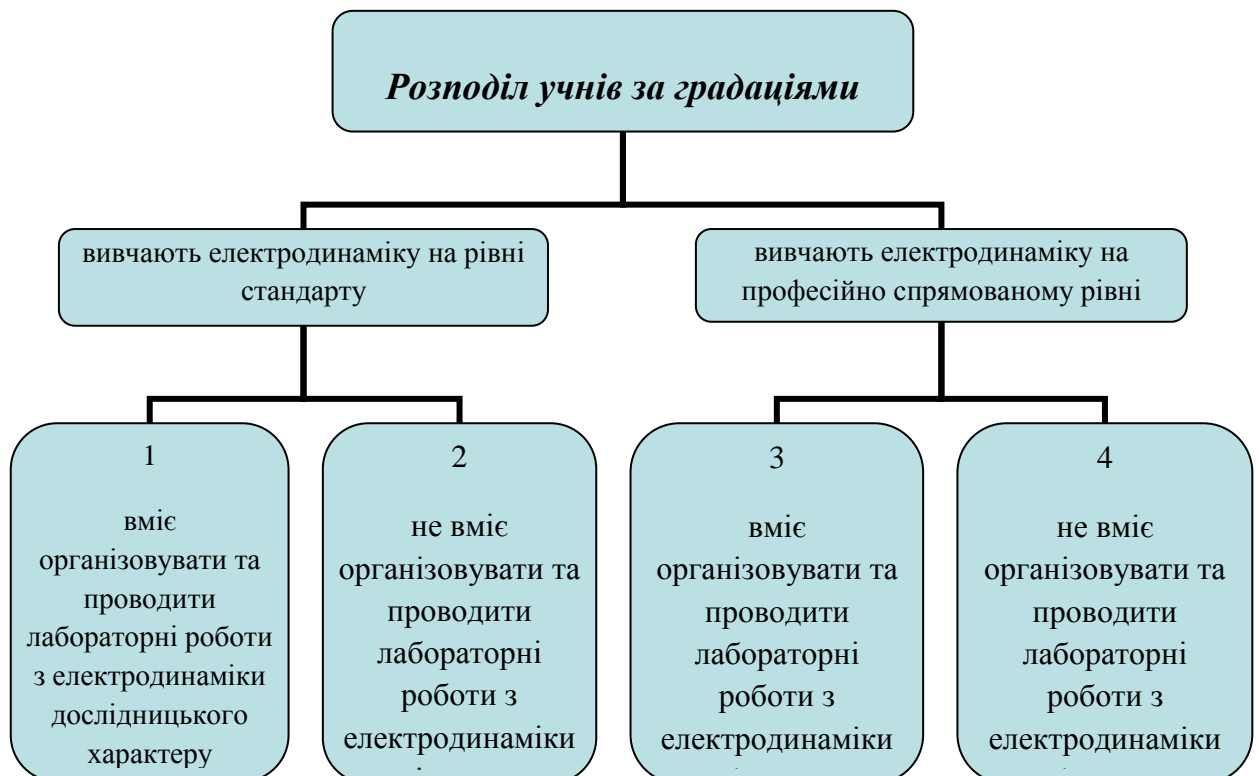 Розподіл учнів за градаціями
вивчають електродинаміку на рівні
стандарту
вивчають електродинаміку на
професійно спрямованому рівні
1
вміє
організовувати та
проводити
лабораторні роботи
з електродинаміки
дослідницького
характеру
2
не вміє
організовувати та
проводити
лабораторні
роботи з
електродинаміки
3
вміє
організовувати та
проводити
лабораторні
роботи з
електродинаміки
4
не вміє
організовувати та
проводити
лабораторні
роботи з
електродинаміки